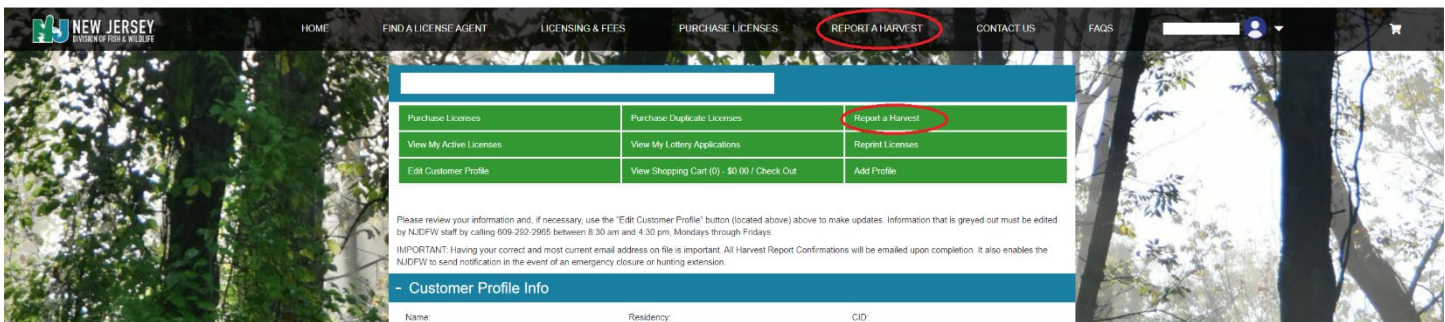 NEW JERSEY
DIVISION OF FISH & WILDLIFE
HOME FIND A LICENSE AGENT LICENSING & FEES PURCHASE LICENSES REPORT A HARVEST CONTACT US FAQS
Purchase Licenses Purchase Duplicate Licenses Report a Harvest
View My Active Licenses View My Lottery Applications Reprint Licenses
Edit Customer Profile View Shopping Cart (0) - $0.00 / Check Out Add Profile
Please review your information and, if necessary, use the "Edit Customer Profile" button (located above) above to make updates. Information that is greyed out must be edited
by NJDFW staff by calling 609-292-2965 between 8:30 am and 4:30 pm, Mondays through Fridays.
IMPORTANT: Having your correct and most current email address on file is important. All Harvest Report Confirmations will be emailed upon completion. It also enables the
NJDFW to send notification in the event of an emergency closure or hunting extension.
- Customer Profile Info
Name: Residency: CID: